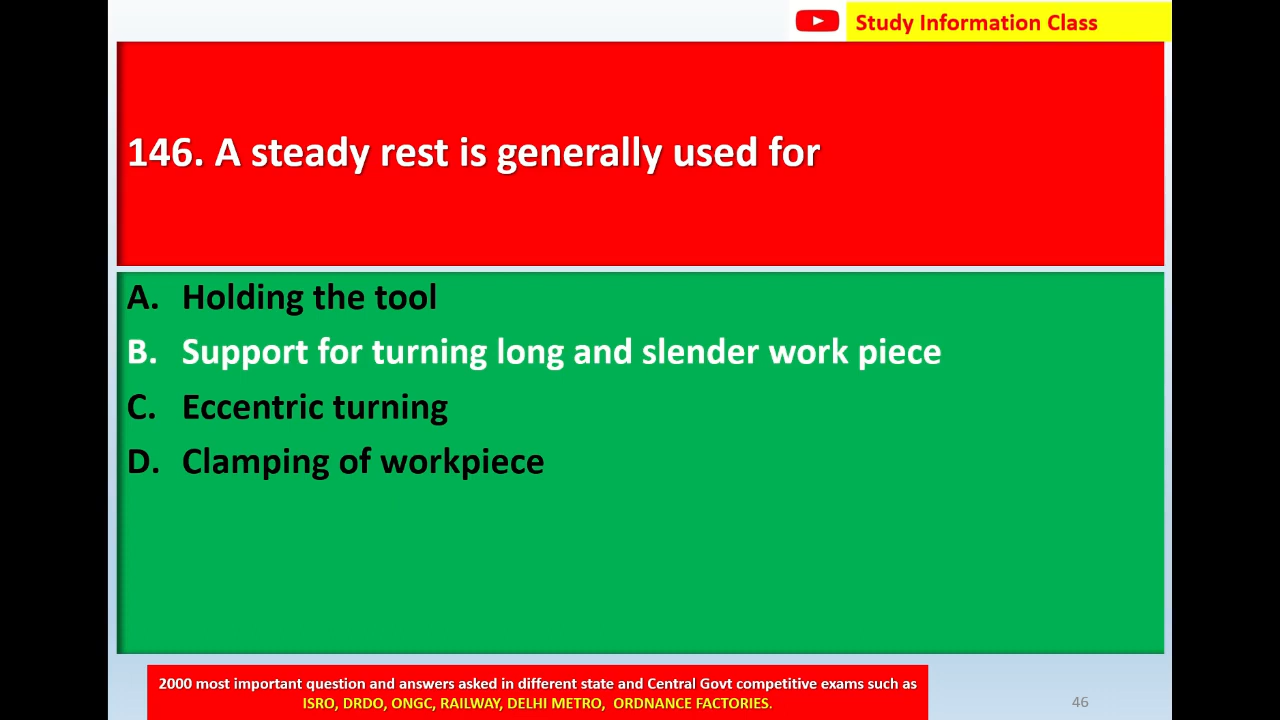 Study Information Class
146. A steady rest is generally used for
A. Holding the tool
B. Support for turning long and slender work piece
C. Eccentric turning
D. Clamping of workpiece
2000 most important question and answers asked in different state and Central Govt competitive exams such as
ISRO, DRDO, ONGC, RAILWAY, DELHI METRO, ORDNANCE FACTORIES.
46